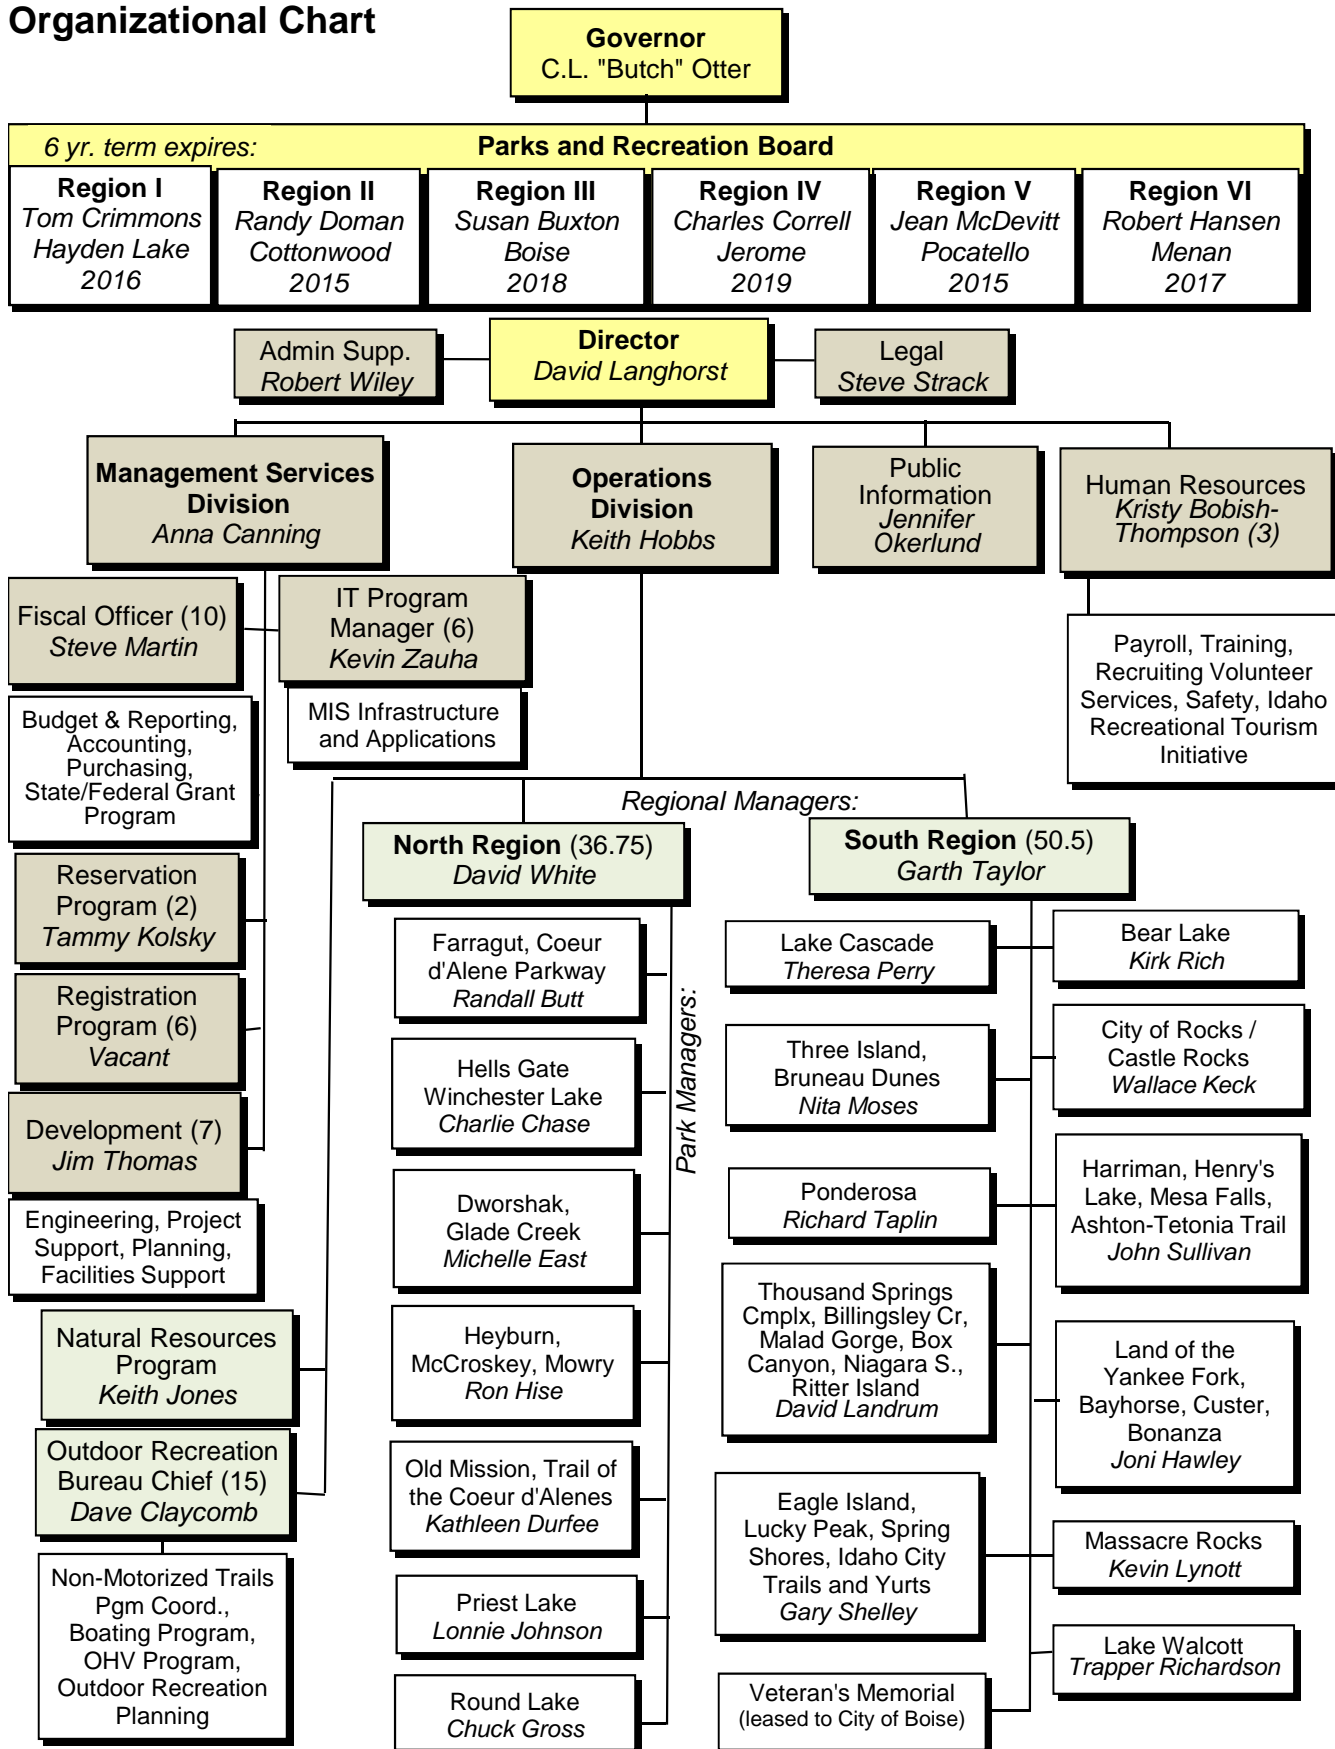 Organizational Chart
Governor
C.L. "Butch" Otter
6 yr. term expires:
Parks and Recreation Board
Region I
Tom Crimmons
Hayden Lake
2016
Region II
Randy Doman
Cottonwood
2015
Region III
Susan Buxton
Boise
2018
Region IV
Charles Correll
Jerome
2019
Region V
Jean McDevitt
Pocatello
2015
Region VI
Robert Hansen
Menan
2017
Admin Supp.
Robert Wiley
Director
David Langhorst
Legal
Steve Strack
Management Services
Division
Anna Canning
Operations
Division
Keith Hobbs
Public
Information
Jennifer
Okerlund
Human Resources
Kristy Bobish-
Thompson (3)
Fiscal Officer (10)
Steve Martin
IT Program
Manager (6)
Kevin Zauha
Payroll, Training,
Recruiting Volunteer
Services, Safety, Idaho
Recreational Tourism
Initiative
Budget & Reporting,
Accounting,
Purchasing,
State/Federal Grant
Program
MIS Infrastructure
and Applications
Regional Managers:
North Region (36.75)
David White
South Region (50.5)
Garth Taylor
Reservation
Program (2)
Tammy Kolsky
Registration
Program (6)
Vacant
Development (7)
Jim Thomas
Engineering, Project
Support, Planning,
Facilities Support
Natural Resources
Program
Keith Jones
Outdoor Recreation
Bureau Chief (15)
Dave Claycomb
Non-Motorized Trails
Pgm Coord.,
Boating Program,
OHV Program,
Outdoor Recreation
Planning
Park Managers:
Farragut, Coeur
d'Alene Parkway
Randall Butt
Hells Gate
Winchester Lake
Charlie Chase
Dworshak,
Glade Creek
Michelle East
Heyburn,
McCroskey, Mowry
Ron Hise
Old Mission, Trail of
the Coeur d'Alenes
Kathleen Durfee
Priest Lake
Lonnie Johnson
Round Lake
Chuck Gross
Lake Cascade
Theresa Perry
Three Island,
Bruneau Dunes
Nita Moses
Ponderosa
Richard Taplin
Thousand Springs
Cmplx, Billingsley Cr,
Malad Gorge, Box
Canyon, Niagara S.,
Ritter Island
David Landrum
Eagle Island,
Lucky Peak, Spring
Shores, Idaho City
Trails and Yurts
Gary Shelley
Veteran's Memorial
(leased to City of Boise)
Bear Lake
Kirk Rich
City of Rocks /
Castle Rocks
Wallace Keck
Harriman, Henry's
Lake, Mesa Falls,
Ashton-Tetonia Trail
John Sullivan
Land of the
Yankee Fork,
Bayhorse, Custer,
Bonanza
Joni Hawley
Massacre Rocks
Kevin Lynott
Lake Walcott
Trapper Richardson